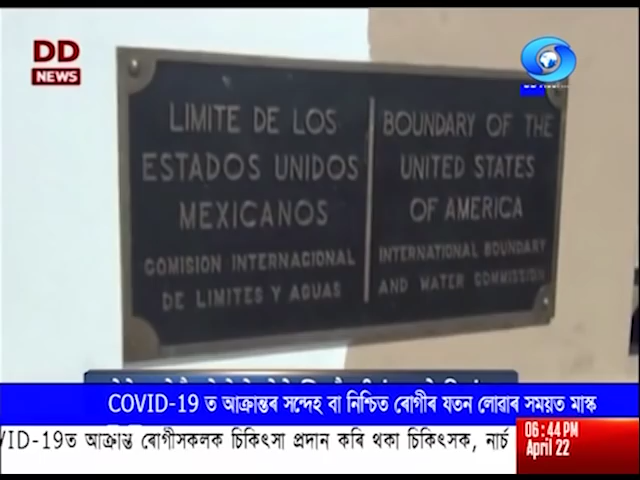 DD
NEWS
LIMITE DE LOS
ESTADOS UNIDOS
MEXICANOS
COMISION INTERNACIONAL
DE LIMITES Y AGUAS
BOUNDARY OF THE
UNITED STATES
OF AMERICA
INTERNATIONAL BOUNDARY
AND WATER COMMISSION
COVID-19 ত আক্ৰান্তৰ সন্দেহ বা নিশ্চিত ৰোগীৰ যতন লোৱাৰ সময়ত মাস্ক
VID-19ত আক্ৰান্ত ৰোগীসকলক চিকিৎসা প্ৰদান কৰি থকা চিকিৎসক, নাৰ্চ
06:44 PM
April 22